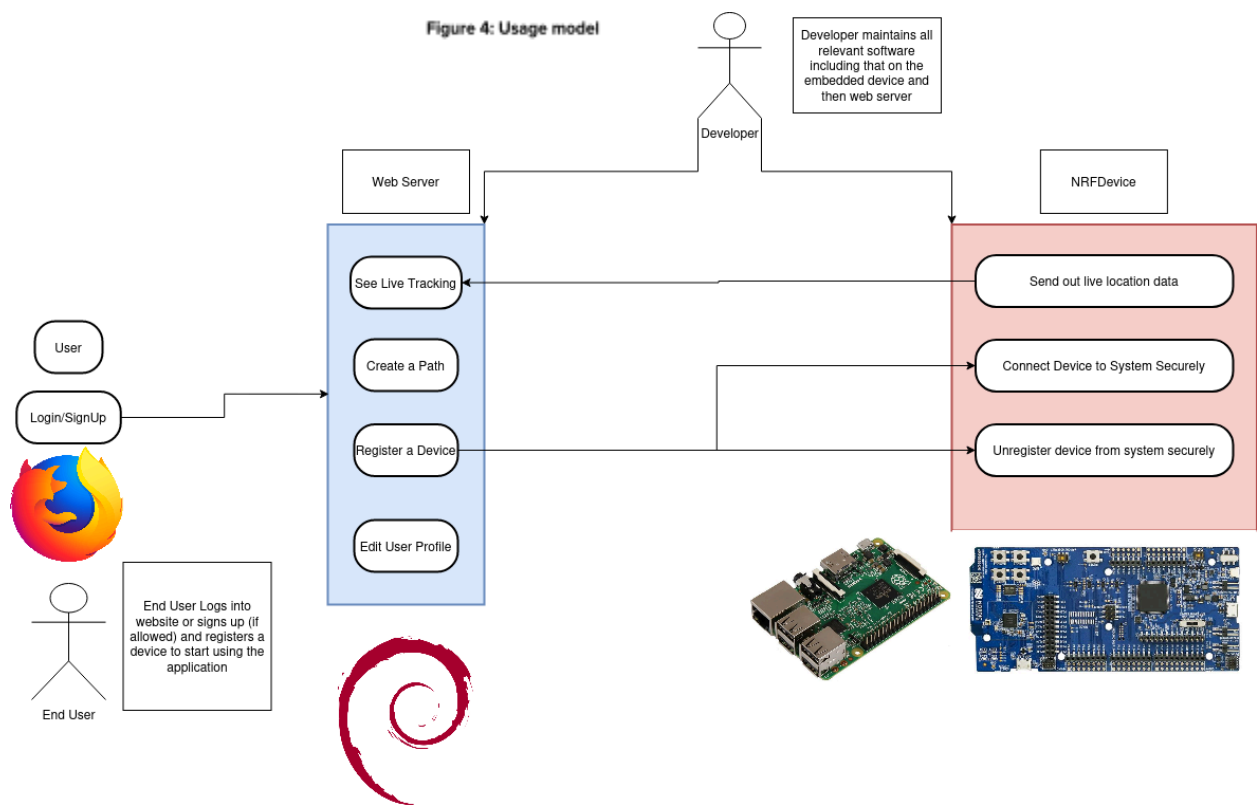 Figure 4: Usage model
Developer maintains all
relevant software
including that on the
embedded device and
then web server
Developer
Web Server
NRFDevice
See Live Tracking
Send out live location data
User
Create a Path
Connect Device to System Securely
Login/SignUp
Register a Device
Unregister device from system securely
Edit User Profile
End User Logs into
website or signs up (if
allowed) and registers a
device to start using the
application
End User